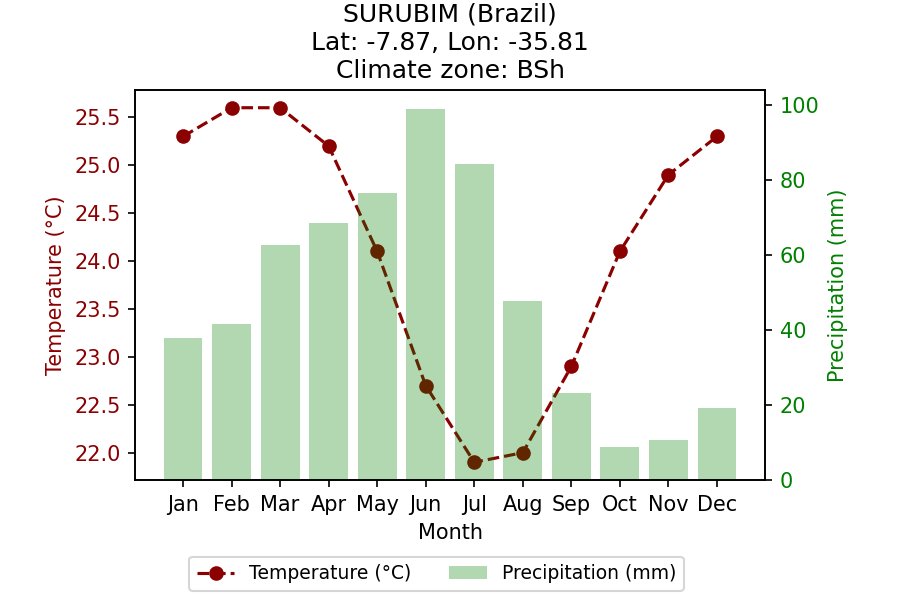 SURUBIM (Brazil)
Lat: -7.87, Lon: -35.81
Climate zone: BSh
25.5
25.0
24.5
24.0
23.5
23.0
22.5
22.0
Temperature (°C)
100
80
60
40
20
0
Precipitation (mm)
Jan Feb Mar Apr May Jun Jul Aug Sep Oct Nov Dec
Month
Temperature (°C) Precipitation (mm)